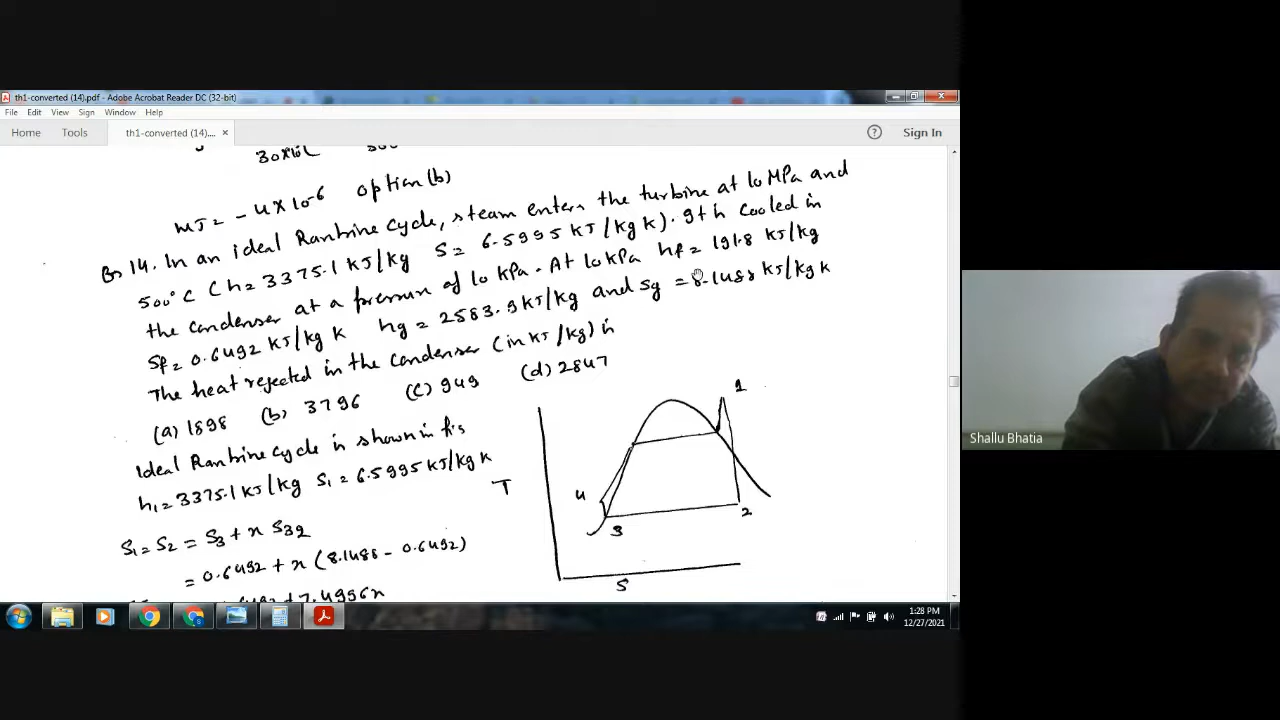 th1-converted (14).pdf - Adobe Acrobat Reader DC (32-bit)
File Edit View Sign Window Help
Home Tools th1-converted (14).... × ? Sign In
mJ = - 4 × 10-6 option (b)
14. In an ideal Rankine cycle, steam enters the turbine at 10 MPa and
500°C (h = 3375.1 kJ/kg S = 6.5995 kJ/kg k). 9th cooled in
the condenser at a pressure of 10 kPa. At 10 kPa hf = 191.8 kJ/kg
Sf = 0.6492 kJ/kg k hg = 2583.9 kJ/kg and Sg = 8.1488 kJ/kg k
The heat rejected in the condenser (in kJ/kg) is
(a) 1898 (b) 3796 (c) 949 (d) 2847
Ideal Rankine cycle is shown in fig
h1 = 3375.1 kJ/kg S1 = 6.5995 kJ/kg k
S1 = S2 = S3 + x S32
= 0.6492 + x (8.1488 - 0.6492)
7.4996x
T
1
2
3
4
S
Shallu Bhatia
1:28 PM
12/27/2021